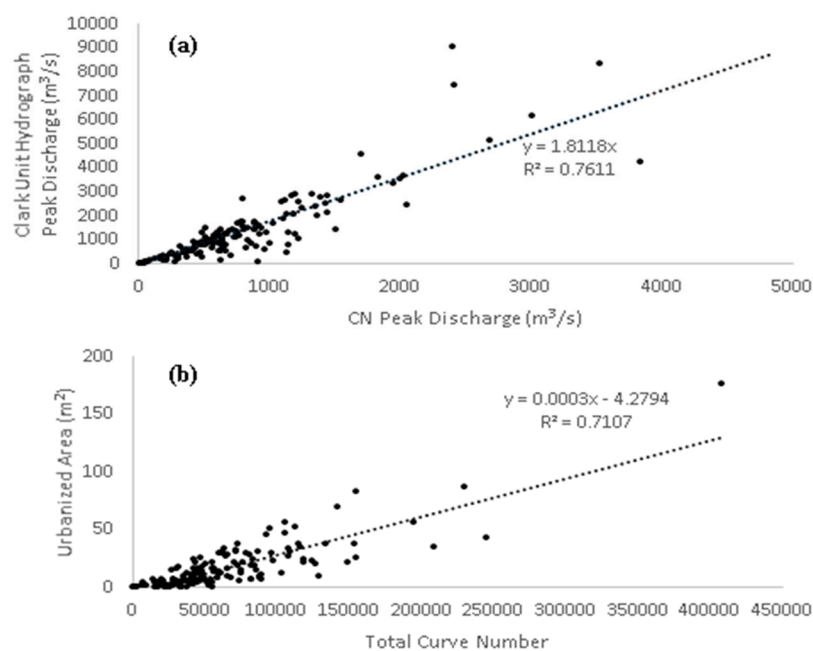 (a)
Clark Unit Hydrograph
Peak Discharge (m³/s)
10000
9000
8000
7000
6000
5000
4000
3000
2000
1000
0
y = 1.8118x
R² = 0.7611
0 1000 2000 3000 4000 5000
CN Peak Discharge (m³/s)
(b)
Urbanized Area (m²)
200
150
100
50
0
y = 0.0003x - 4.2794
R² = 0.7107
0 50000 100000 150000 200000 250000 300000 350000 400000 450000
Total Curve Number